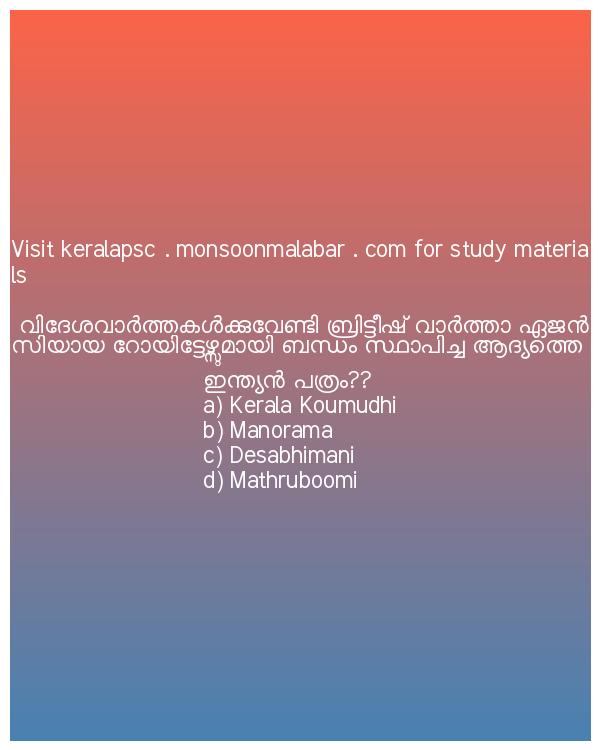 Visit keralapsc . monsoonmalabar . com for study materia
ls
വിദേശവാർത്തകൾക്കുവേണ്ടി ബ്രിട്ടീഷ് വാർത്താ ഏജൻ
സിയായ റോയിട്ടേഴ്സുമായി ബന്ധം സ്ഥാപിച്ച ആദ്യത്തെ
ഇന്ത്യൻ പത്രം??
a) Kerala Koumudhi
b) Manorama
c) Desabhimani
d) Mathruboomi